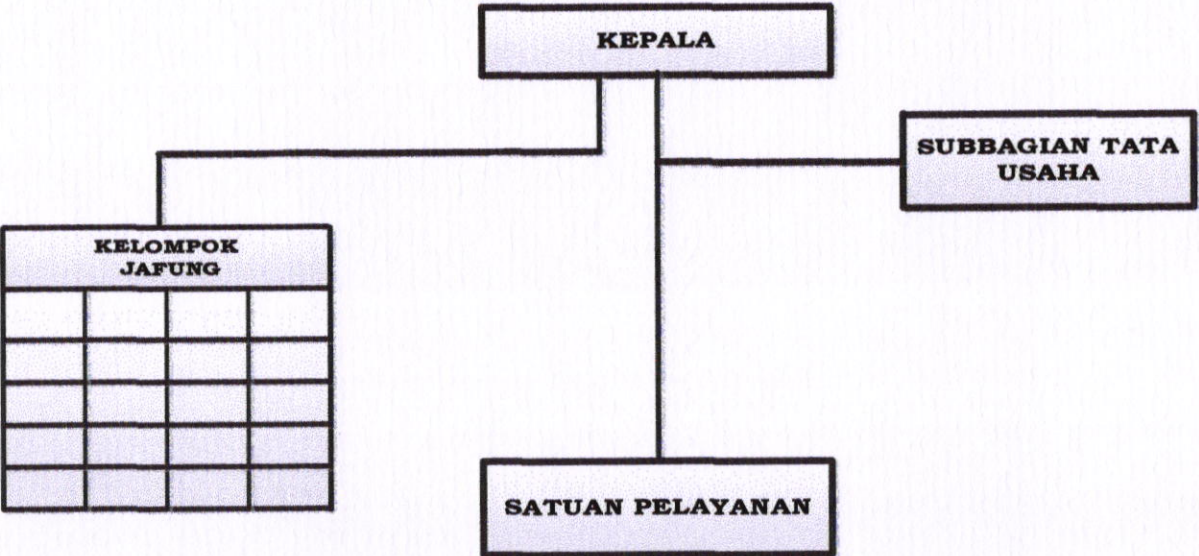 KEPALA
SUBBAGIAN TATA
USAHA
KELOMPOK
JAFUNG
SATUAN PELAYANAN